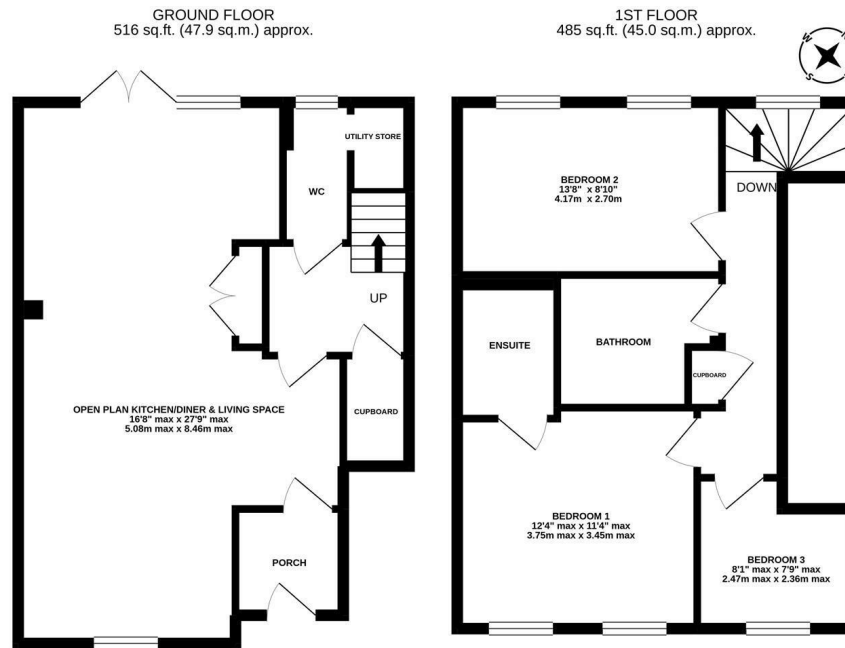 GROUND FLOOR
516 sq.ft. (47.9 sq.m.) approx.
UTILITY STORE
WC
UP
OPEN PLAN KITCHEN/DINER & LIVING SPACE
16'8" max x 27'9" max
5.08m max x 8.46m max
CUPBOARD
PORCH
1ST FLOOR
485 sq.ft. (45.0 sq.m.) approx.
W
S
BEDROOM 2
13'8" x 8'10"
4.17m x 2.70m
DOWN
ENSUITE
BATHROOM
CUPBOARD
BEDROOM 1
12'4" max x 11'4" max
3.75m max x 3.45m max
BEDROOM 3
8'1" max x 7'9" max
2.47m max x 2.36m max